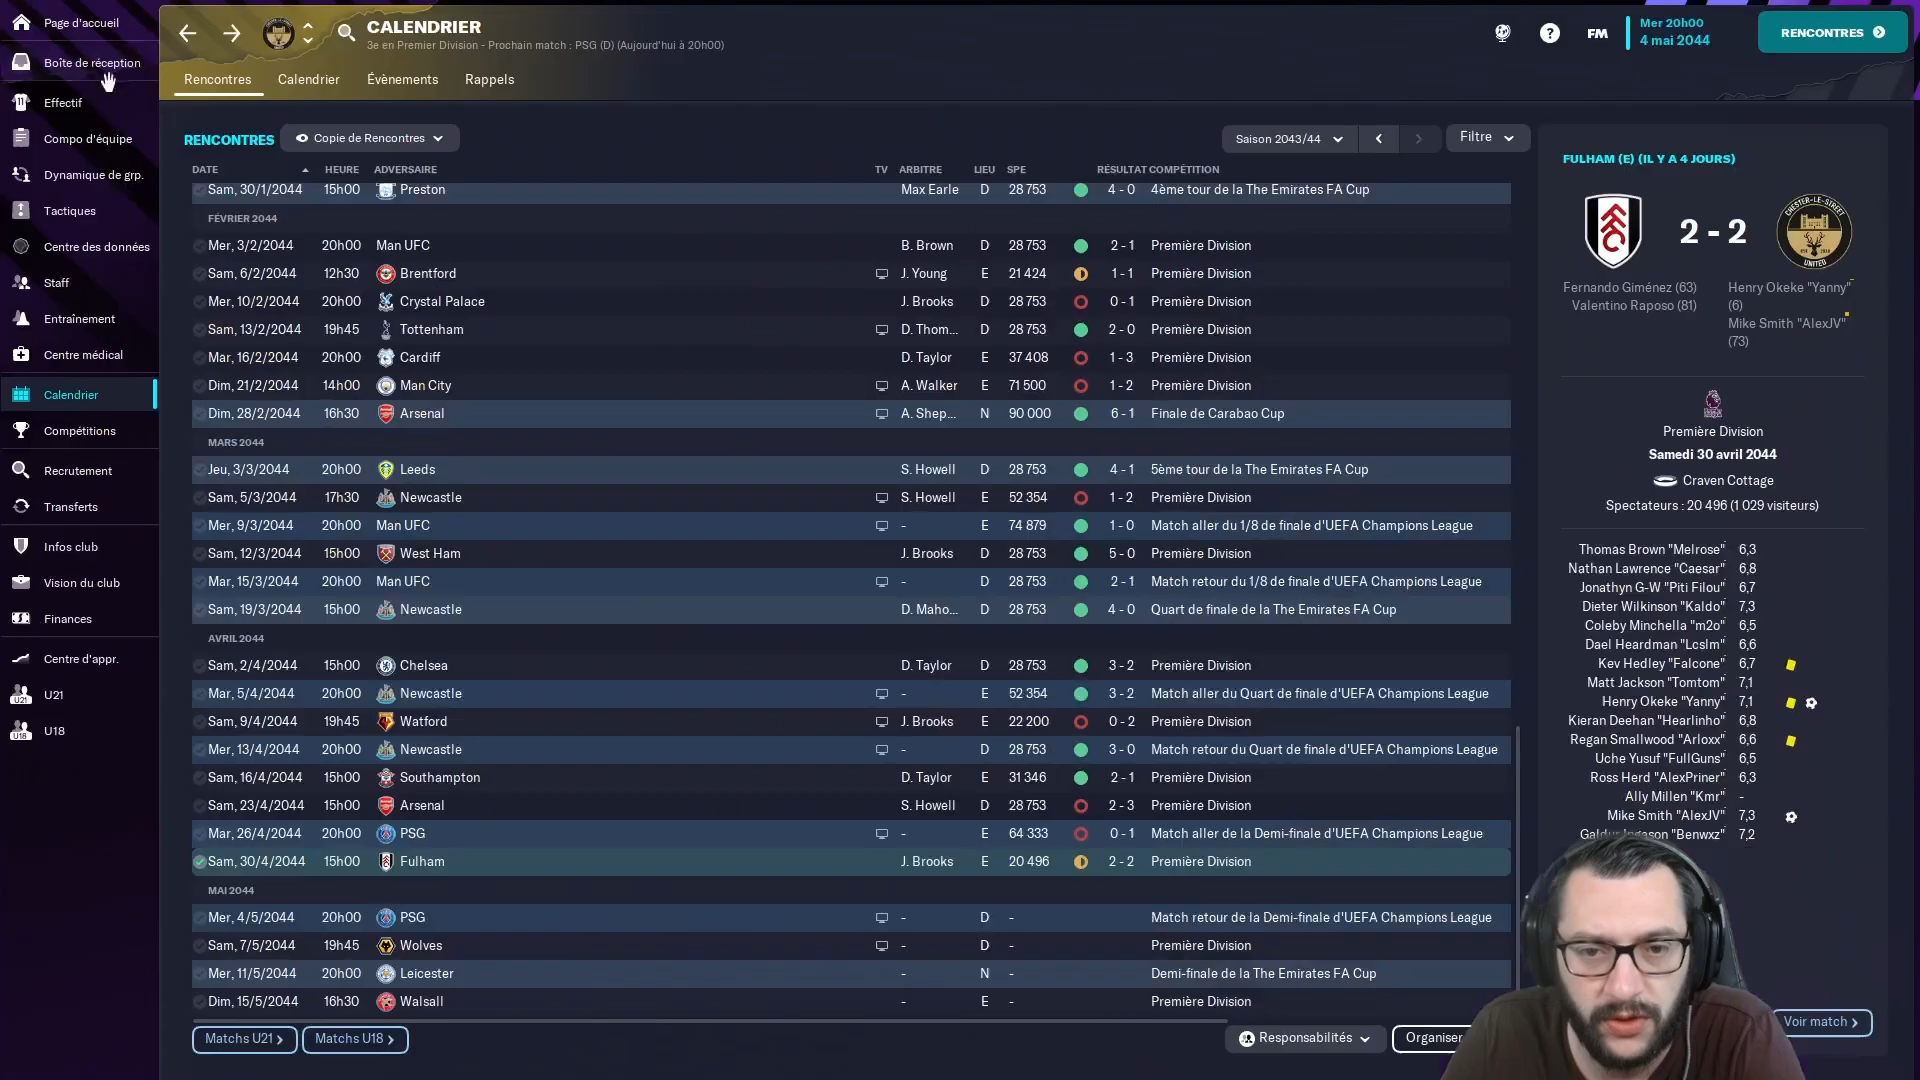 Page d'accueil
Boîte de réception
Effectif
Compo d'équipe
Dynamique de grp.
Tactiques
Centre des données
Staff
Entraînement
Centre médical
Calendrier
Compétitions
Recrutement
Transferts
Infos club
Vision du club
Finances
Centre d'appr.
U21
U18
CALENDRIER
3e en Premier Division - Prochain match : PSG (D) (Aujourd'hui à 20h00)
FM
Mer 20h00
4 mai 2044
RENCONTRES
Rencontres Calendrier Évènements Rappels
RENCONTRES Copie de Rencontres Saison 2043/44 Filtre
DATE HEURE ADVERSAIRE TV ARBITRE LIEU SPE RÉSULTAT COMPÉTITION
Sam, 30/1/2044 15h00 Preston Max Earle D 28 753 4 - 0 4ème tour de la The Emirates FA Cup
FÉVRIER 2044
Mer, 3/2/2044 20h00 Man UFC B. Brown D 28 753 2 - 1 Première Division
Sam, 6/2/2044 12h30 Brentford J. Young E 21 424 1 - 1 Première Division
Mer, 10/2/2044 20h00 Crystal Palace J. Brooks D 28 753 0 - 1 Première Division
Sam, 13/2/2044 19h45 Tottenham D. Thom... D 28 753 2 - 0 Première Division
Mar, 16/2/2044 20h00 Cardiff D. Taylor E 37 408 1 - 3 Première Division
Dim, 21/2/2044 14h00 Man City A. Walker E 71 500 1 - 2 Première Division
Dim, 28/2/2044 16h30 Arsenal A. Shep... N 90 000 6 - 1 Finale de Carabao Cup
MARS 2044
Jeu, 3/3/2044 20h00 Leeds S. Howell D 28 753 4 - 1 5ème tour de la The Emirates FA Cup
Sam, 5/3/2044 17h30 Newcastle S. Howell E 52 354 1 - 2 Première Division
Mer, 9/3/2044 20h00 Man UFC - E 74 879 1 - 0 Match aller du 1/8 de finale d'UEFA Champions League
Sam, 12/3/2044 15h00 West Ham J. Brooks D 28 753 5 - 0 Première Division
Mar, 15/3/2044 20h00 Man UFC - D 28 753 2 - 1 Match retour du 1/8 de finale d'UEFA Champions League
Sam, 19/3/2044 15h00 Newcastle D. Maho... D 28 753 4 - 0 Quart de finale de la The Emirates FA Cup
AVRIL 2044
Sam, 2/4/2044 15h00 Chelsea D. Taylor D 28 753 3 - 2 Première Division
Mar, 5/4/2044 20h00 Newcastle - E 52 354 3 - 2 Match aller du Quart de finale d'UEFA Champions League
Sam, 9/4/2044 19h45 Watford J. Brooks E 22 200 0 - 2 Première Division
Mer, 13/4/2044 20h00 Newcastle - D 28 753 3 - 0 Match retour du Quart de finale d'UEFA Champions League
Sam, 16/4/2044 15h00 Southampton D. Taylor E 31 346 2 - 1 Première Division
Sam, 23/4/2044 15h00 Arsenal S. Howell D 28 753 2 - 3 Première Division
Mar, 26/4/2044 20h00 PSG - E 64 333 0 - 1 Match aller de la Demi-finale d'UEFA Champions League
Sam, 30/4/2044 15h00 Fulham J. Brooks E 20 496 2 - 2 Première Division
MAI 2044
Mer, 4/5/2044 20h00 PSG - D - Match retour de la Demi-finale d'UEFA Champions League
Sam, 7/5/2044 19h45 Wolves - D - Première Division
Mer, 11/5/2044 20h00 Leicester - N - Demi-finale de la The Emirates FA Cup
Dim, 15/5/2044 16h30 Walsall - E - Première Division
Matchs U21 Matchs U18 Responsabilités Organiser
FULHAM (E) (IL Y A 4 JOURS)
2 - 2
Fernando Giménez (63)
Valentino Raposo (81)
Henry Okeke "Yanny"
(6)
Mike Smith "AlexJV"
(73)
Première Division
Samedi 30 avril 2044
Craven Cottage
Spectateurs : 20 496 (1 029 visiteurs)
Thomas Brown "Melrose" 6,3
Nathan Lawrence "Caesar" 6,8
Jonathyn G-W "Piti Filou" 6,7
Dieter Wilkinson "Kaldo" 7,3
Coleby Minchella "m2o" 6,5
Dael Heardman "Lcslm" 6,6
Kev Hedley "Falcone" 6,7
Matt Jackson "Tomtom" 7,1
Henry Okeke "Yanny" 7,1
Kieran Deehan "Hearlinho" 6,8
Regan Smallwood "Arloxx" 6,6
Uche Yusuf "FullGuns" 6,5
Ross Herd "AlexPriner" 6,3
Ally Millen "Kmr" -
Mike Smith "AlexJV" 7,3
"Benwxz" 7,2
Voir match